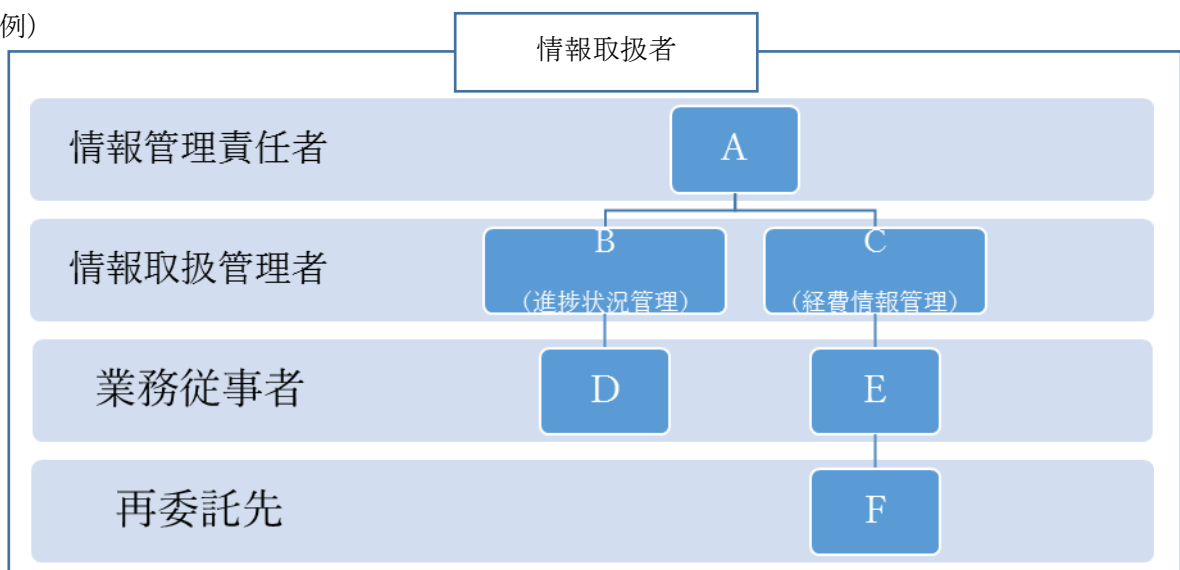 例）
情報取扱者
情報管理責任者
A
情報取扱管理者
B
（進捗状況管理）
C
（経費情報管理）
業務従事者
D
E
再委託先
F